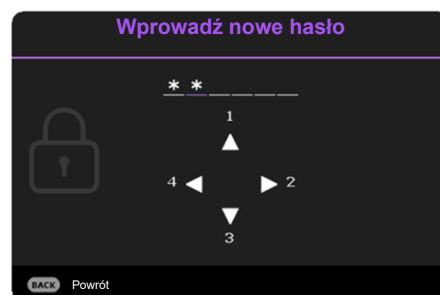 Wprowadź nowe hasło
* * _ _ _ _
1
4 2
3
BACK Powrót